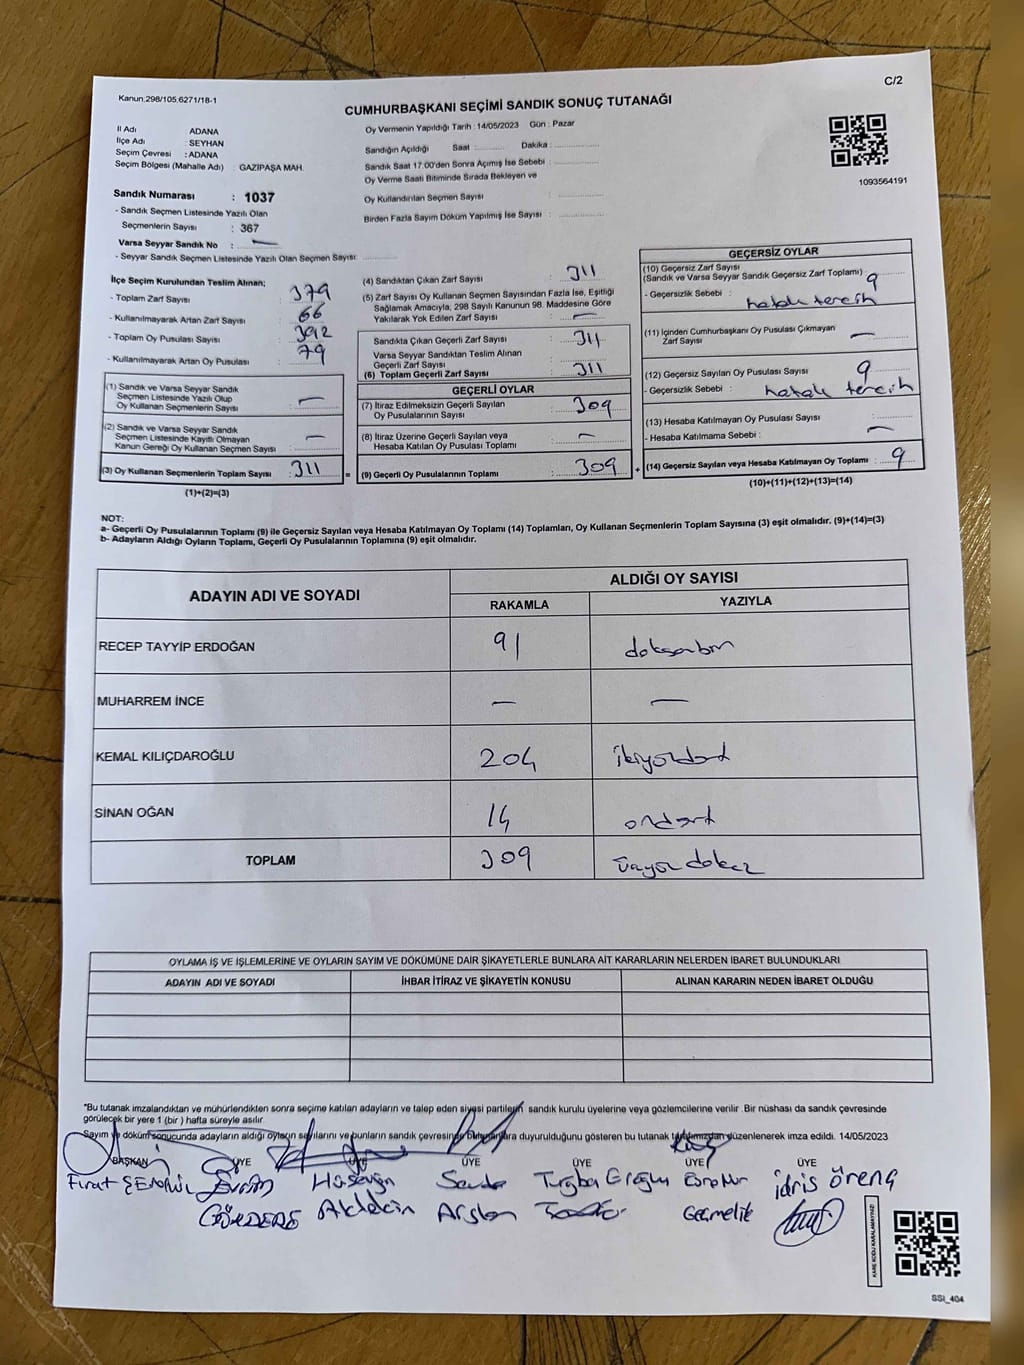 Kanun,298/105,6271/18-1
C/2
CUMHURBAŞKANI SEÇİMİ SANDIK SONUÇ TUTANAĞI
İl Adı ADANA
İlçe Adı : SEYHAN
Seçim Çevresi : ADANA
Seçim Bölgesi (Mahalle Adı) : GAZİPAŞA MAH.
Sandık Numarası : 1037
- Sandık Seçmen Listesinde Yazılı Olan
Seçmenlerin Sayısı : 367
Varsa Seyyar Sandık No : —
- Seyyar Sandık Seçmen Listesinde Yazılı Olan Seçmen Sayısı:
Oy Vermenin Yapıldığı Tarih : 14/05/2023 Gün : Pazar
Sandığın Açıldığı Saat : Dakika :
Sandık Saat 17.00'den Sonra Açımış İse Sebebi :
Oy Verme Saati Bitiminde Sırada Bekleyen ve
Oy Kullandırılan Seçmen Sayısı :
Birden Fazla Sayım Döküm Yapılmış İse Sayısı :
1093564191
İlçe Seçim Kurulundan Teslim Alınan;
- Toplam Zarf Sayısı : 379
- Kullanılmayarak Artan Zarf Sayısı : 66
- Toplam Oy Pusulası Sayısı : 392
- Kullanılmayarak Artan Oy Pusulası : 79
(1) Sandık ve Varsa Seyyar Sandık
Seçmen Listesinde Yazılı Olup
Oy Kullanan Seçmenlerin Sayısı : —
(2) Sandık ve Varsa Seyyar Sandık
Seçmen Listesinde Kayıtlı Olmayan
Kanun Gereği Oy Kullanan Seçmen Sayısı : —
(3) Oy Kullanan Seçmenlerin Toplam Sayısı : 311
(1)+(2)=(3)
(4) Sandıktan Çıkan Zarf Sayısı : 311
(5) Zarf Sayısı Oy Kullanan Seçmen Sayısından Fazla İse, Eşitliği
Sağlamak Amacıyla, 298 Sayılı Kanunun 98. Maddesine Göre
Yakılarak Yok Edilen Zarf Sayısı : —
Sandıkta Çıkan Geçerli Zarf Sayısı : 311
Varsa Seyyar Sandıktan Teslim Alınan
Geçerli Zarf Sayısı :
(6) Toplam Geçerli Zarf Sayısı : 311
GEÇERLİ OYLAR
(7) İtiraz Edilmeksizin Geçerli Sayılan
Oy Pusulalarının Sayısı : 309
(8) İtiraz Üzerine Geçerli Sayılan veya
Hesaba Katılan Oy Pusulası Toplamı : —
= (9) Geçerli Oy Pusulalarının Toplamı : 309
GEÇERSİZ OYLAR
(10) Geçersiz Zarf Sayısı
(Sandık ve Varsa Seyyar Sandık Geçersiz Zarf Toplamı) : 9
- Geçersizlik Sebebi : hatalı tercih
(11) İçinden Cumhurbaşkanı Oy Pusulası Çıkmayan
Zarf Sayısı : —
(12) Geçersiz Sayılan Oy Pusulası Sayısı : 9
- Geçersizlik Sebebi : hatalı tercih
(13) Hesaba Katılmayan Oy Pusulası Sayısı :
- Hesaba Katılmama Sebebi : —
+ (14) Geçersiz Sayılan veya Hesaba Katılmayan Oy Toplamı : 9
(10)+(11)+(12)+(13)=(14)
NOT:
a- Geçerli Oy Pusulalarının Toplamı (9) ile Geçersiz Sayılan veya Hesaba Katılmayan Oy Toplamı (14) Toplamları, Oy Kullanan Seçmenlerin Toplam Sayısına (3) eşit olmalıdır. (9)+(14)=(3)
b- Adayların Aldığı Oyların Toplamı, Geçerli Oy Pusulalarının Toplamına (9) eşit olmalıdır.
ADAYIN ADI VE SOYADI ALDIĞI OY SAYISI
RAKAMLA YAZIYLA
RECEP TAYYİP ERDOĞAN 91 doksanbir
MUHARREM İNCE — —
KEMAL KILIÇDAROĞLU 204 ikiyüzdört
SİNAN OĞAN 14 ondört
TOPLAM 309 üçyüz dokuz
OYLAMA İŞ VE İŞLEMLERİNE VE OYLARIN SAYIM VE DÖKÜMÜNE DAİR ŞİKAYETLERLE BUNLARA AİT KARARLARIN NELERDEN İBARET BULUNDUKLARI
ADAYIN ADI VE SOYADI İHBAR İTİRAZ VE ŞİKAYETİN KONUSU ALINAN KARARIN NEDEN İBARET OLDUĞU
*Bu tutanak imzalandıktan ve mühürlendikten sonra seçime katılan adayların ve talep eden siyasi partilerin sandık kurulu üyelerine veya gözlemcilerine verilir .Bir nüshası da sandık çevresinde
görülecek bir yere 1 (bir ) hafta süreyle asılır.
Sayım ve döküm sonucunda adayların aldığı oyların sayılarını ve bunların sandık çevresinde bulunanlara duyurulduğunu gösteren bu tutanak tarafımızdan düzenlenerek imza edildi. 14/05/2023
BAŞKAN ÜYE ÜYE ÜYE ÜYE ÜYE ÜYE
Fırat Hüseyin Sevda Tuğba Eroğlu Esra Nur idris örenç
GÖKDERE Akdekin Arslan Geçmelik
KARE KODU KARALAMAYINIZ!
SSI_404